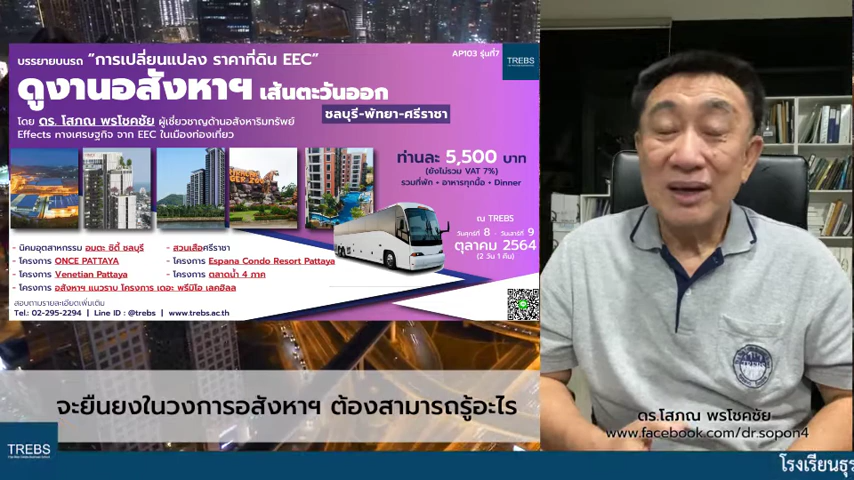 บรรยายบนรถ "การเปลี่ยนแปลง ราคาที่ดิน EEC"
AP103 รุ่นที่7
TREBS
ดูงานอสังหาฯ เส้นตะวันออก
ชลบุรี-พัทยา-ศรีราชา
โดย ดร. โสภณ พรโชคชัย ผู้เชี่ยวชาญด้านอสังหาริมทรัพย์
Effects ทางเศรษฐกิจ จาก EEC ในเมืองท่องเที่ยว
ท่านละ 5,500 บาท
(ยังไม่รวม VAT 7%)
รวมที่พัก • อาหารทุกมื้อ • Dinner
ณ TREBS
วันศุกร์ที่ 8 - วันเสาร์ที่ 9
ตุลาคม 2564
(2 วัน 1 คืน)
- นิคมอุตสาหกรรม อมตะ ซิตี้ ชลบุรี
- สวนเสือศรีราชา
- โครงการ ONCE PATTAYA
- โครงการ Espana Condo Resort Pattaya
- โครงการ Venetian Pattaya
- โครงการ ตลาดน้ำ 4 ภาค
- อสังหาฯ แนวราบ โครงการ เดอะ พรีมิโอ เลคฮิลล
สอบถามรายละเอียดเพิ่มเติม
Tel.: 02-295-2294 | Line ID : @trebs | www.trebs.ac.th
จะยืนยงในวงการอสังหาฯ ต้องสามารถรู้อะไร
ดร.โสภณ พรโชคชัย
www.facebook.com/dr.sopon4
TREBS
โรงเรียนธุร